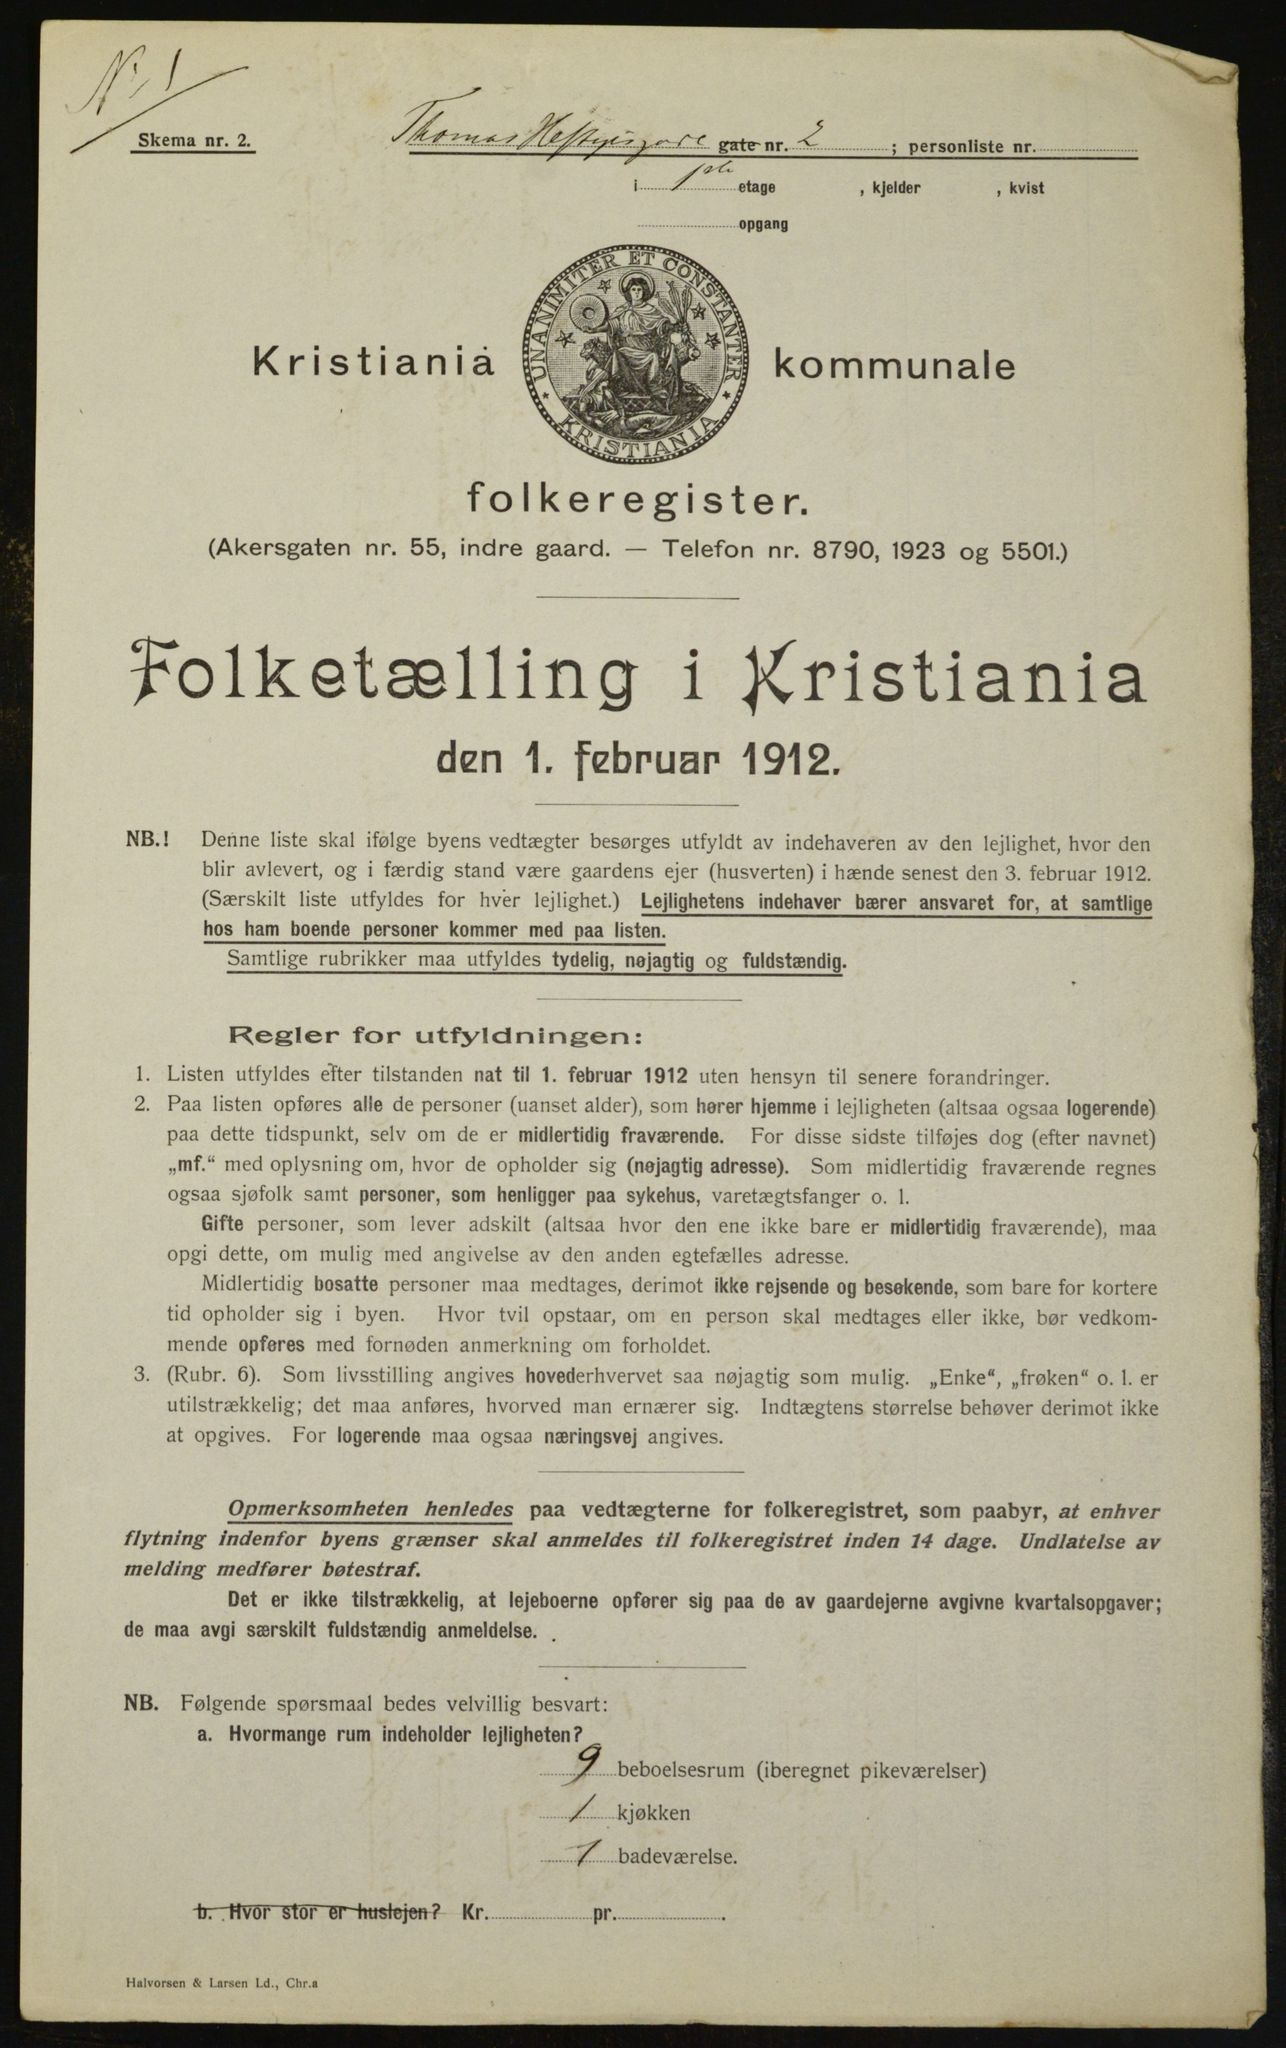 No 1
Skema nr. 2.
Thomas Heftyesgade gate nr. 2 ; personliste nr.
i 1ste etage , kjelder , kvist
opgang
UNANIMITER ET CONSTANTER
KRISTIANIA
Kristiania kommunale
folkeregister.
(Akersgaten nr. 55, indre gaard. — Telefon nr. 8790, 1923 og 5501.)
Folketælling i Kristiania
den 1. februar 1912.
NB.! Denne liste skal ifølge byens vedtægter besørges utfyldt av indehaveren av den lejlighet, hvor den
blir avlevert, og i færdig stand være gaardens ejer (husverten) i hænde senest den 3. februar 1912.
(Særskilt liste utfyldes for hver lejlighet.) Lejlighetens indehaver bærer ansvaret for, at samtlige
hos ham boende personer kommer med paa listen.
Samtlige rubrikker maa utfyldes tydelig, nøjagtig og fuldstændig.
Regler for utfyldningen:
1. Listen utfyldes efter tilstanden nat til 1. februar 1912 uten hensyn til senere forandringer.
2. Paa listen opføres alle de personer (uanset alder), som hører hjemme i lejligheten (altsaa ogsaa logerende)
paa dette tidspunkt, selv om de er midlertidig fraværende. For disse sidste tilføjes dog (efter navnet)
„mf.“ med oplysning om, hvor de opholder sig (nøjagtig adresse). Som midlertidig fraværende regnes
ogsaa sjøfolk samt personer, som henligger paa sykehus, varetægtsfanger o. l.
Gifte personer, som lever adskilt (altsaa hvor den ene ikke bare er midlertidig fraværende), maa
opgi dette, om mulig med angivelse av den anden egtefælles adresse.
Midlertidig bosatte personer maa medtages, derimot ikke rejsende og besøkende, som bare for kortere
tid opholder sig i byen. Hvor tvil opstaar, om en person skal medtages eller ikke, bør vedkom-
mende opføres med fornøden anmerkning om forholdet.
3. (Rubr. 6). Som livsstilling angives hovederhvervet saa nøjagtig som mulig. „Enke“, „frøken“ o. l. er
utilstrækkelig; det maa anføres, hvorved man ernærer sig. Indtægtens størrelse behøver derimot ikke
at opgives. For logerende maa ogsaa næringsvej angives.
Opmerksomheten henledes paa vedtægterne for folkeregistret, som paabyr, at enhver
flytning indenfor byens grænser skal anmeldes til folkeregistret inden 14 dage. Undlatelse av
melding medfører bøtestraf.
Det er ikke tilstrækkelig, at lejeboerne opfører sig paa de av gaardejerne avgivne kvartalsopgaver;
de maa avgi særskilt fuldstændig anmeldelse.
NB. Følgende spørsmaal bedes velvillig besvart:
a. Hvormange rum indeholder lejligheten?
9 beboelsesrum (iberegnet pikeværelser)
1 kjøkken
1 badeværelse.
b. Hvor stor er huslejen? Kr. pr. .
Halvorsen & Larsen Ld., Chr.a